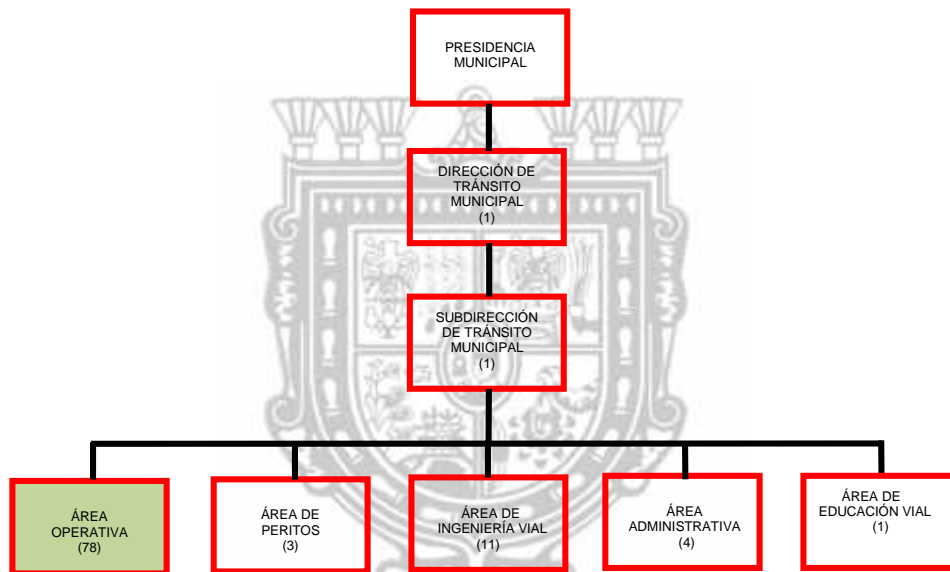 PRESIDENCIA
MUNICIPAL
DIRECCIÓN DE
TRÁNSITO
MUNICIPAL
(1)
SUBDIRECCIÓN
DE TRÁNSITO
MUNICIPAL
(1)
ÁREA
OPERATIVA
(78)
ÁREA DE
PERITOS
(3)
ÁREA
DE
INGENIERÍA VIAL
(11)
ÁREA
ADMINISTRATIVA
(4)
ÁREA DE
EDUCACIÓN VIAL
(1)